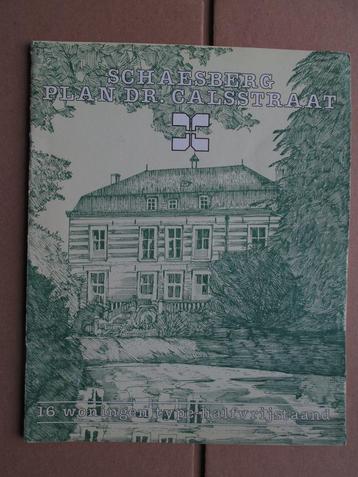 SCHAESBERG
PLAN DR. CALSSTRAAT
16 woningen type halfvrijstaand